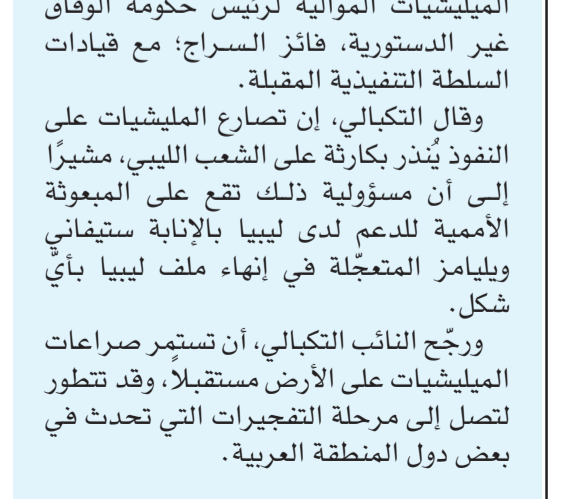 الميليشيات الموالية لرئيس حكومة الوفاق
غير الدستورية، فائز السراج؛ مع قيادات
السلطة التنفيذية المقبلة.
وقال التكبالي، إن تصارع المليشيات على
النفوذ يُنذر بكارثة على الشعب الليبي، مشيرًا
إلى أن مسؤولية ذلك تقع على المبعوثة
الأممية للدعم لدى ليبيا بالإنابة ستيفاني
ويليامز المتعجّلة في إنهاء ملف ليبيا بأيّ
شكل.
ورجّح النائب التكبالي، أن تستمر صراعات
الميليشيات على الأرض مستقبلاً، وقد تتطور
لتصل إلى مرحلة التفجيرات التي تحدث في
بعض دول المنطقة العربية.